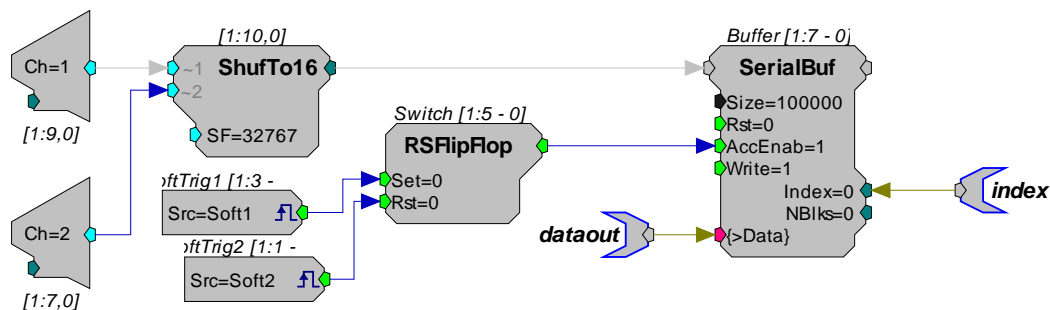 Ch=1
[1:9,0]
[1:10,0]
ShufTo16
~1
~2
SF=32767
Ch=2
[1:7,0]
oftTrig1 [1:3 -
Src=Soft1
oftTrig2 [1:1 -
Src=Soft2
Switch [1:5 - 0]
RSFlipFlop
Set=0
Rst=0
Buffer [1:7 - 0]
SerialBuf
Size=100000
Rst=0
AccEnab=1
Write=1
Index=0
NBlks=0
{>Data}
dataout
index